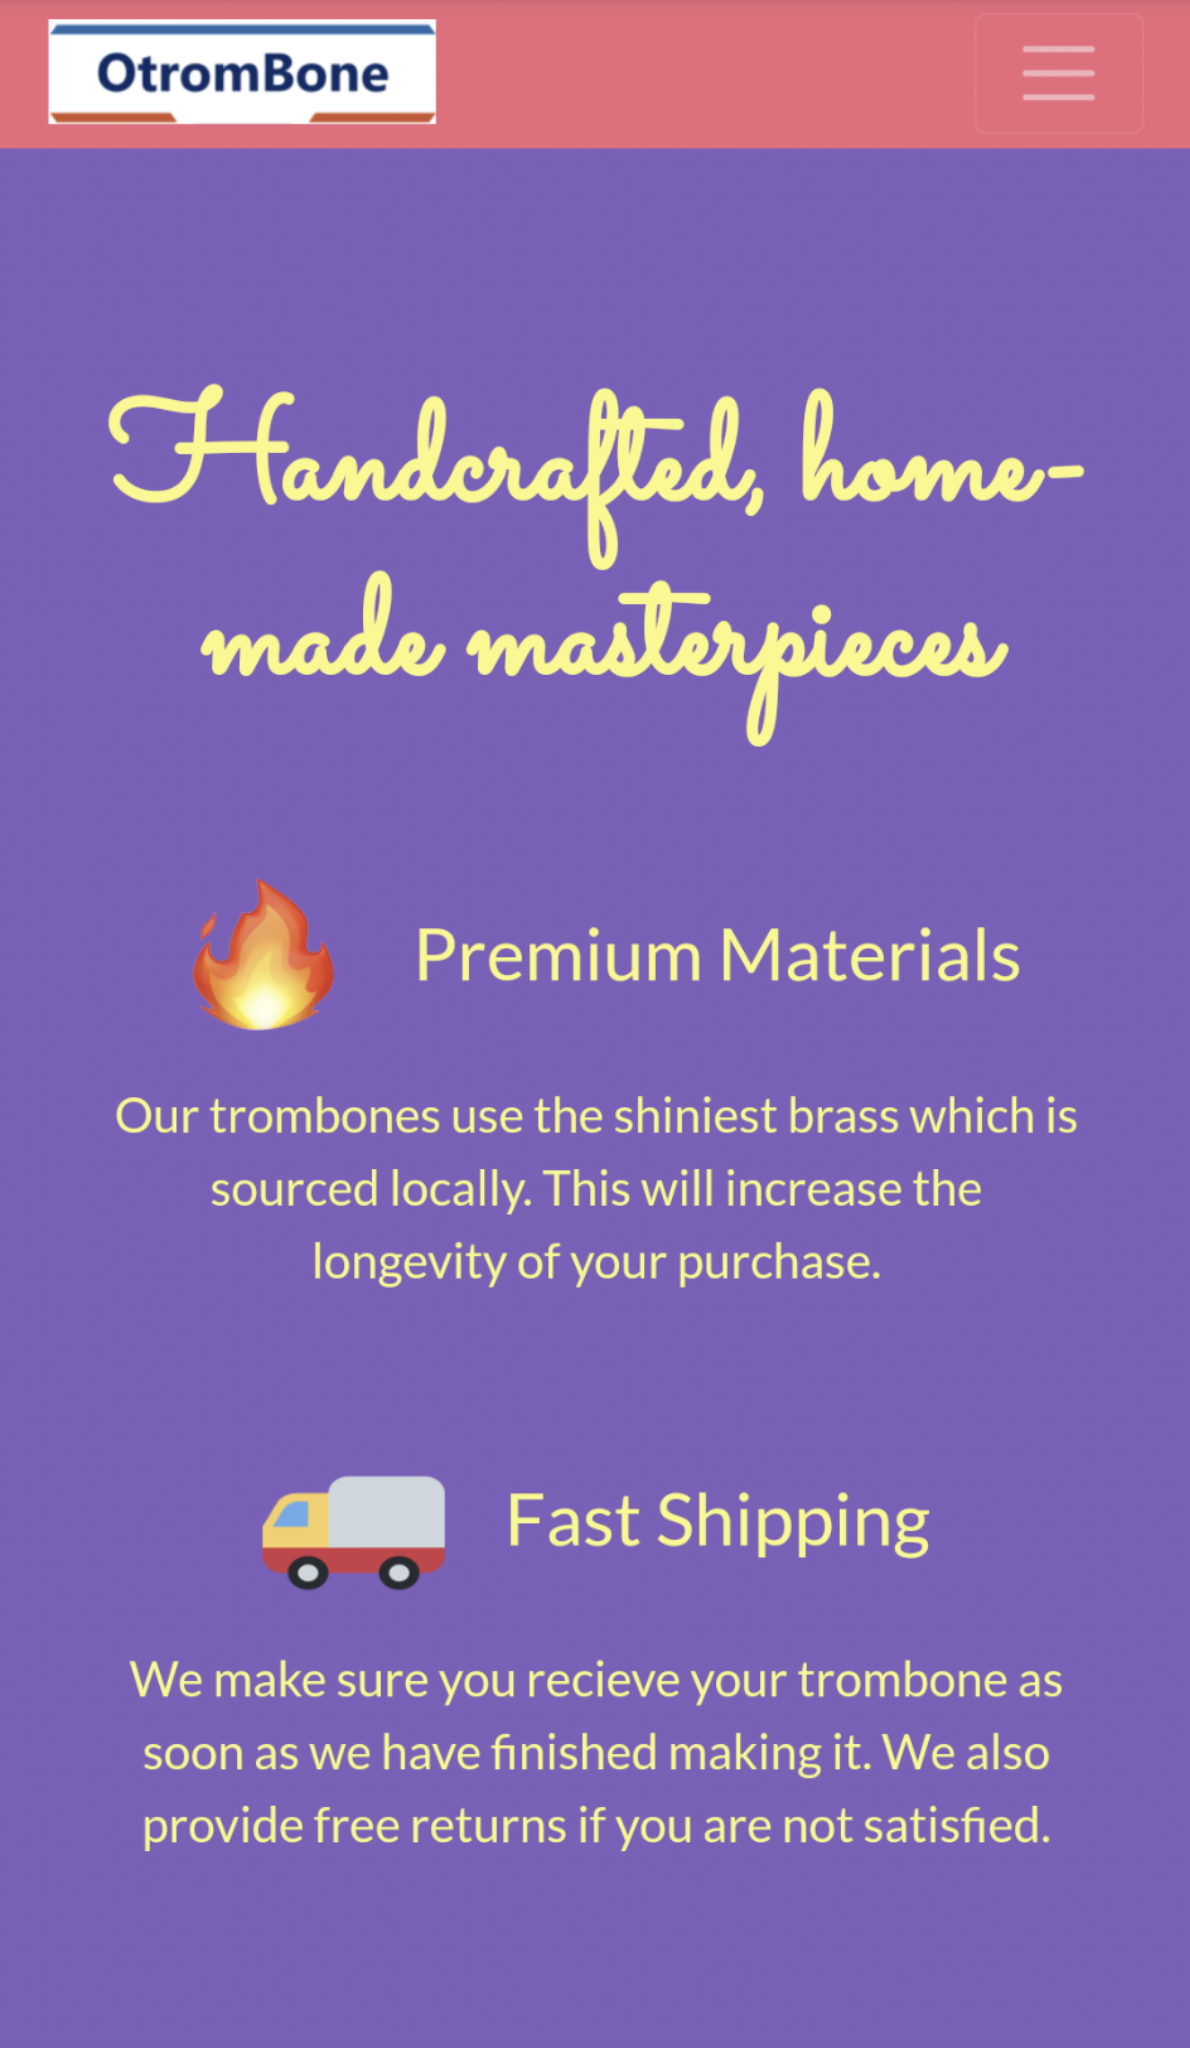 OtromBone
Handcrafted, home-
made masterpieces
Premium Materials
Our trombones use the shiniest brass which is
sourced locally. This will increase the
longevity of your purchase.
Fast Shipping
We make sure you recieve your trombone as
soon as we have finished making it. We also
provide free returns if you are not satisfied.